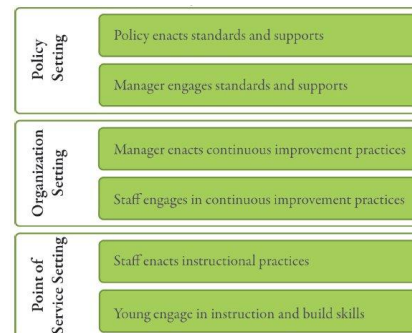 Policy
Setting
Policy enacts standards and supports
Manager engages standards and supports
Organization
Setting
Manager enacts continuous improvement practices
Staff engages in continuous improvement practices
Point of
Service Setting
Staff enacts instructional practices
Young engage in instruction and build skills